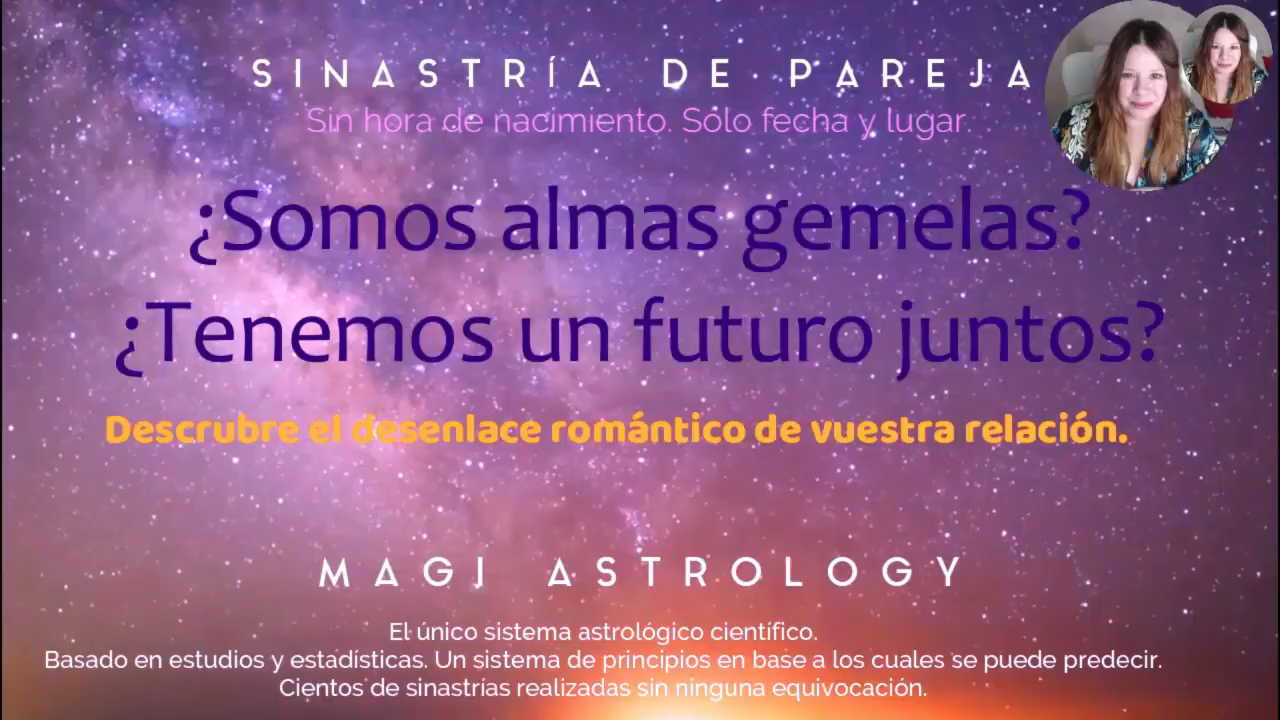 SINASTRÍA DE PAREJA
Sin hora de nacimiento. Sólo fecha y lugar.
¿Somos almas gemelas?
¿Tenemos un futuro juntos?
Descrubre el desenlace romántico de vuestra relación.
MAGI ASTROLOGY
El único sistema astrológico científico.
Basado en estudios y estadísticas. Un sistema de principios en base a los cuales se puede predecir.
Cientos de sinastrias realizadas sin ninguna equivocación.